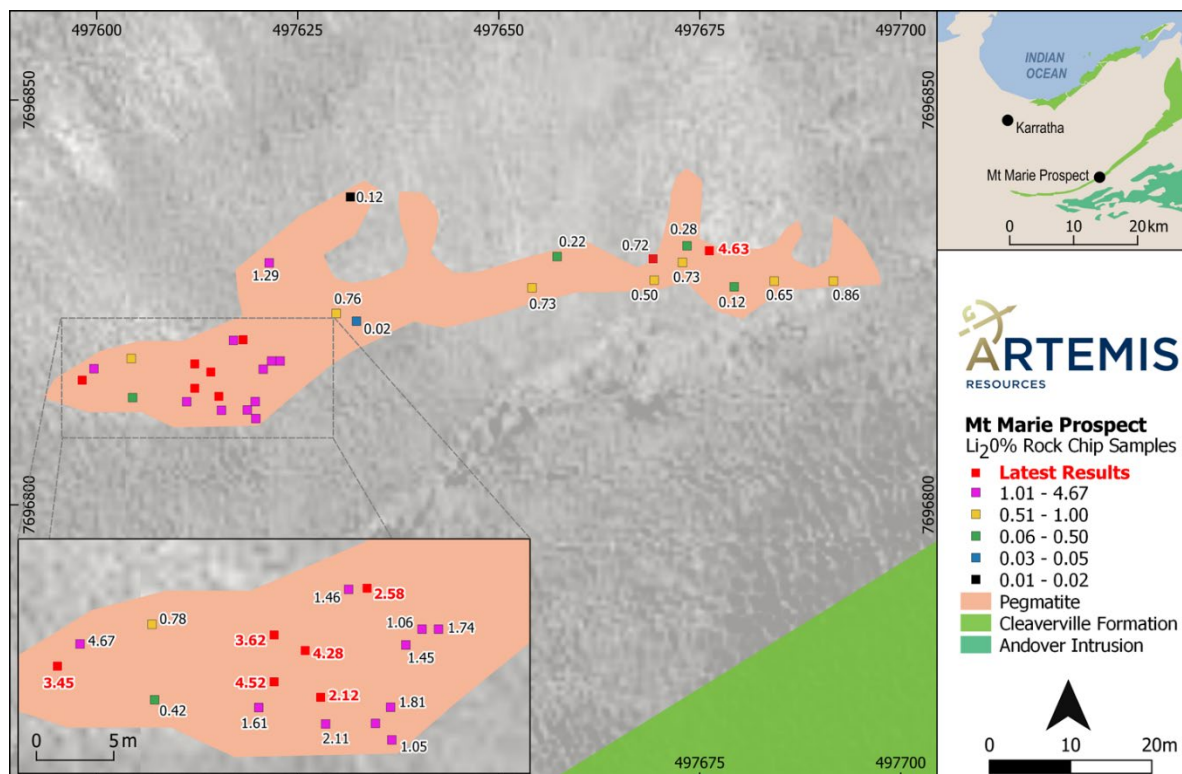 497600
497625
497650
497675
497700
7696850
7696850
0.12
1.29
0.76
0.02
0.22
0.73
0.72
0.28
4.63
0.50
0.73
0.12
0.65
0.86
7696800
7696800
1.46
2.58
0.78
4.67
3.62
1.06
1.74
4.28
1.45
3.45
4.52
2.12
0.42
1.61
1.81
2.11
1.05
0
5 m
497675
497700
INDIAN
OCEAN
Karratha
Mt Marie Prospect
0
10
20km
ARTEMIS
RESOURCES
Mt Marie Prospect
Li₂0% Rock Chip Samples
Latest Results
1.01 - 4.67
0.51 - 1.00
0.06 - 0.50
0.03 - 0.05
0.01 - 0.02
Pegmatite
Cleaverville Formation
Andover Intrusion
0
10
20m